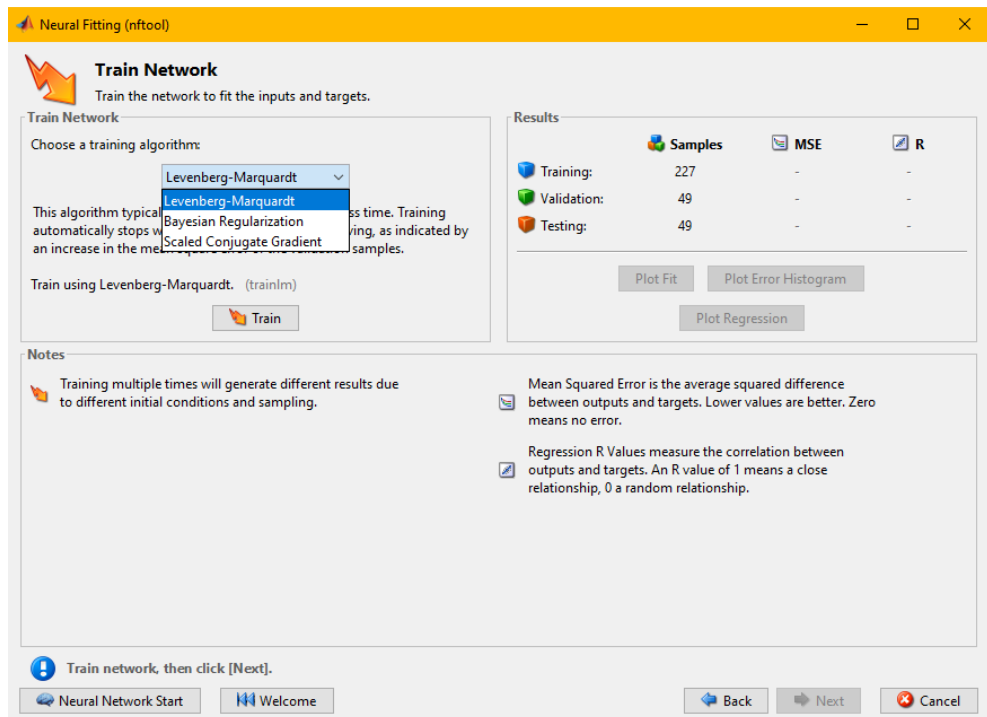 Neural Fitting (nftool)
Train Network
Train the network to fit the inputs and targets.
Train Network
Choose a training algorithm:
Levenberg-Marquardt
Levenberg-Marquardt
Bayesian Regularization
Scaled Conjugate Gradient
This algorithm typical ss time. Training
automatically stops w ving, as indicated by
an increase in the me samples.
Train using Levenberg-Marquardt. (trainlm)
Train
Results
Samples MSE R
Training: 227 - -
Validation: 49 - -
Testing: 49 - -
Plot Fit Plot Error Histogram
Plot Regression
Notes
Training multiple times will generate different results due
to different initial conditions and sampling.
Mean Squared Error is the average squared difference
between outputs and targets. Lower values are better. Zero
means no error.
Regression R Values measure the correlation between
outputs and targets. An R value of 1 means a close
relationship, 0 a random relationship.
Train network, then click [Next].
Neural Network Start Welcome Back Next Cancel